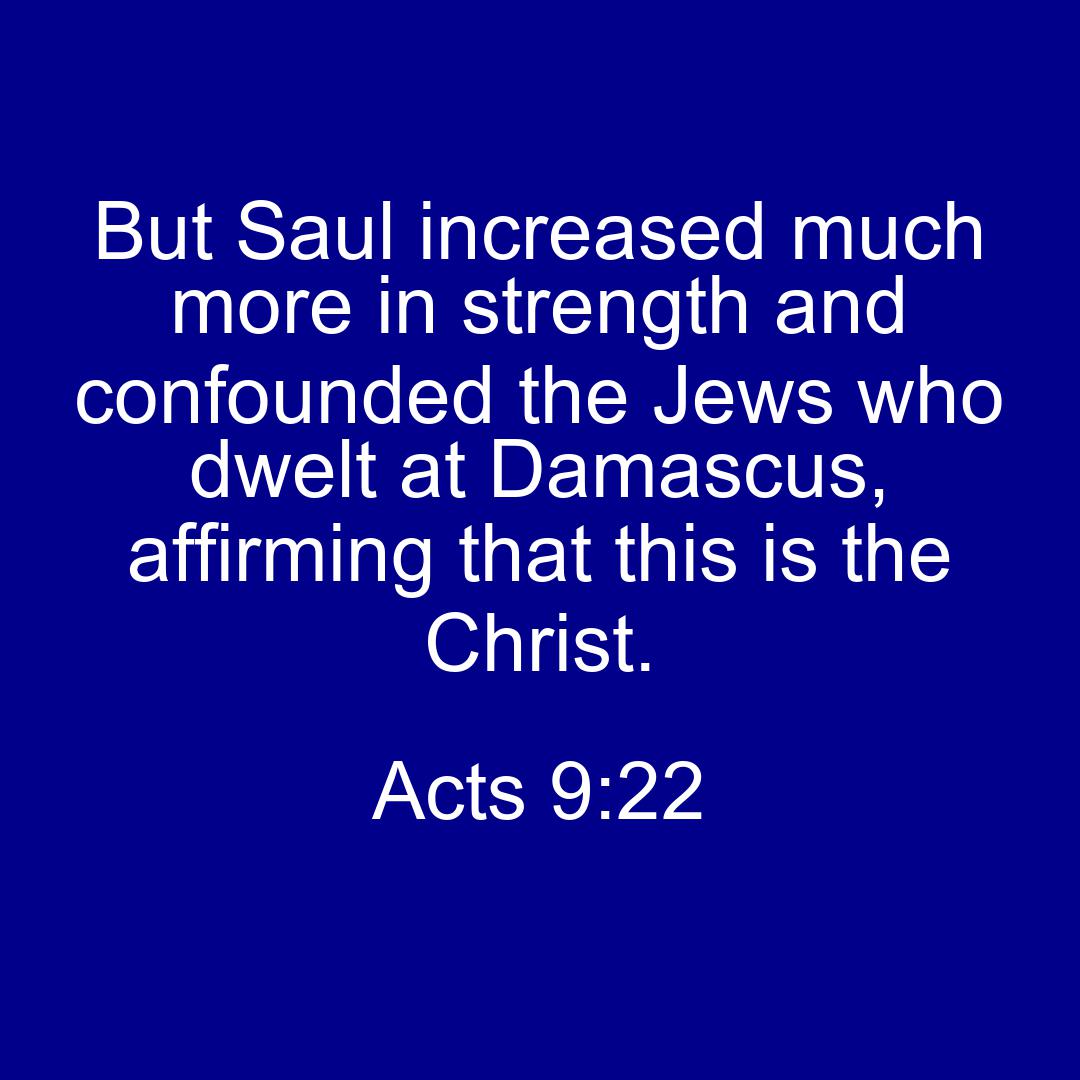 But Saul increased much
more in strength and
confounded the Jews who
dwelt at Damascus,
affirming that this is the
Christ.
Acts 9:22